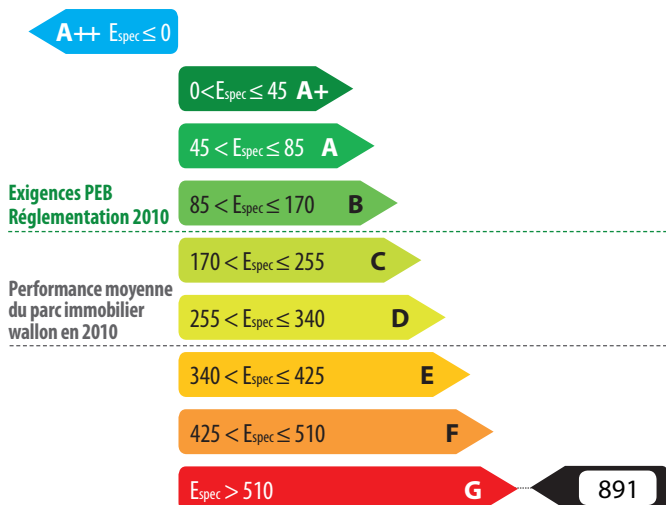 A++ Espec ≤ 0
0<Espec ≤ 45 A+
45 < Espec ≤ 85 A
Exigences PEB
Réglementation 2010
85 < Espec ≤ 170 B
170 < Espec ≤ 255 C
Performance moyenne
du parc immobilier
wallon en 2010
255 < Espec ≤ 340 D
340 < Espec ≤ 425 E
425 < Espec ≤ 510 F
Espec > 510 G 891